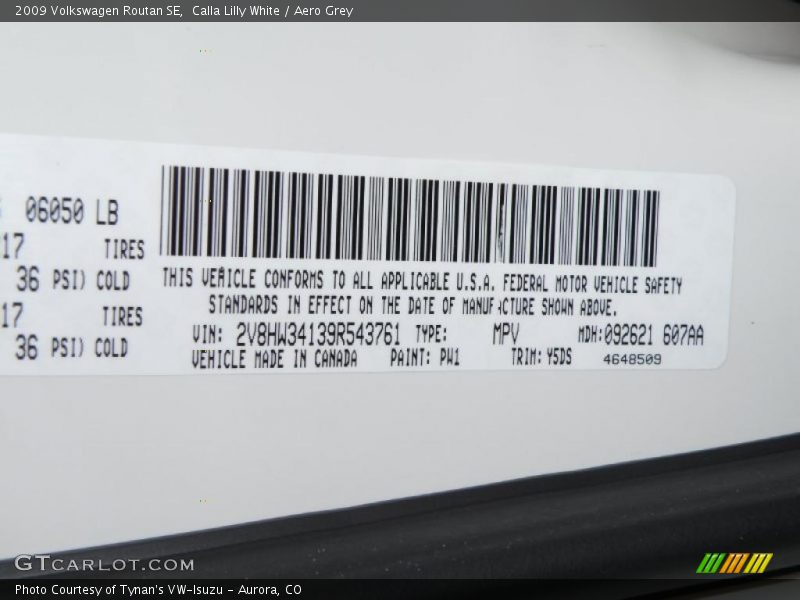 2009 Volkswagen Routan SE, Calla Lilly White / Aero Grey
06050 LB
17 TIRES
36 PSI) COLD
17 TIRES
36 PSI) COLD
THIS VEHICLE CONFORMS TO ALL APPLICABLE U.S.A. FEDERAL MOTOR VEHICLE SAFETY
STANDARDS IN EFFECT ON THE DATE OF MANUFACTURE SHOWN ABOVE.
VIN: 2V8HW34139R543761 TYPE: MPV MDH:092621 607AA
VEHICLE MADE IN CANADA PAINT: PW1 TRIM: Y5DS 4648509
GTCARLOT.COM
Photo Courtesy of Tynan's VW-Isuzu - Aurora, CO